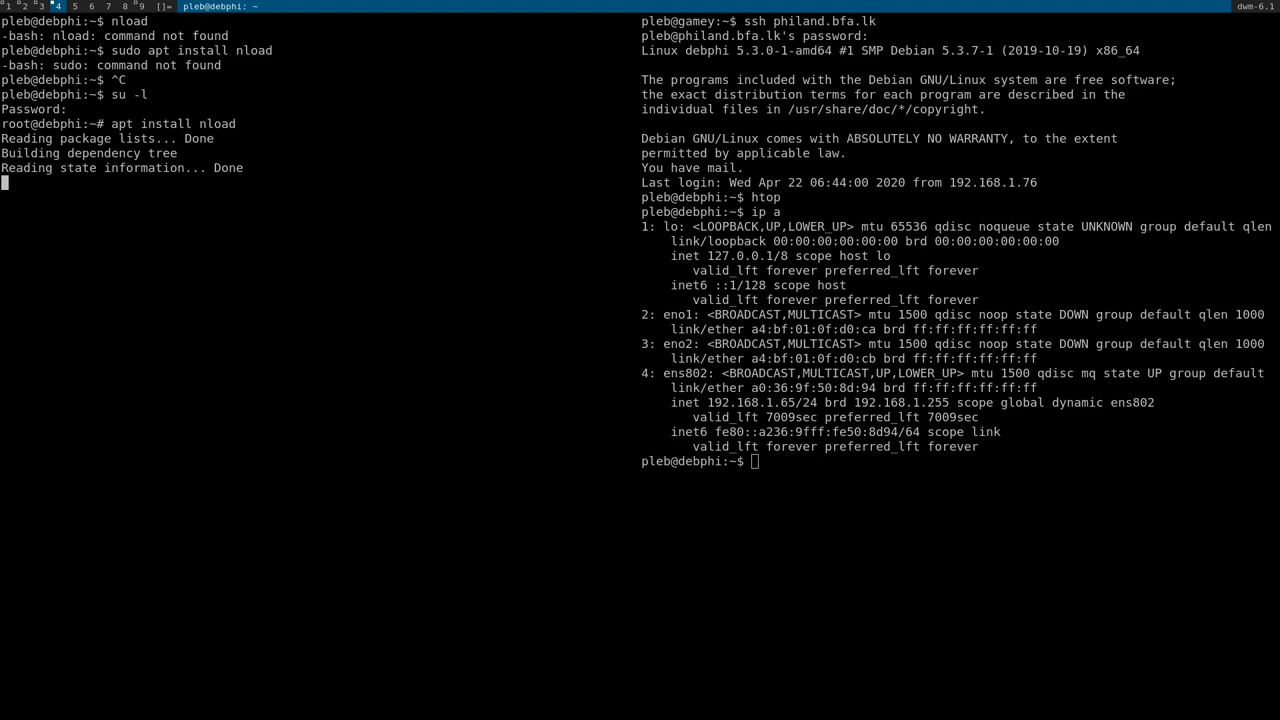 1 2 3 4 5 6 7 8 9 []= pleb@debphi: ~ dwm-6.1
pleb@debphi:~$ nload
-bash: nload: command not found
pleb@debphi:~$ sudo apt install nload
-bash: sudo: command not found
pleb@debphi:~$ ^C
pleb@debphi:~$ su -l
Password:
root@debphi:~# apt install nload
Reading package lists... Done
Building dependency tree
Reading state information... Done
pleb@gamey:~$ ssh philand.bfa.lk
pleb@philand.bfa.lk's password:
Linux debphi 5.3.0-1-amd64 #1 SMP Debian 5.3.7-1 (2019-10-19) x86_64
The programs included with the Debian GNU/Linux system are free software;
the exact distribution terms for each program are described in the
individual files in /usr/share/doc/*/copyright.
Debian GNU/Linux comes with ABSOLUTELY NO WARRANTY, to the extent
permitted by applicable law.
You have mail.
Last login: Wed Apr 22 06:44:00 2020 from 192.168.1.76
pleb@debphi:~$ htop
pleb@debphi:~$ ip a
1: lo: <LOOPBACK,UP,LOWER_UP> mtu 65536 qdisc noqueue state UNKNOWN group default qlen
link/loopback 00:00:00:00:00:00 brd 00:00:00:00:00:00
inet 127.0.0.1/8 scope host lo
valid_lft forever preferred_lft forever
inet6 ::1/128 scope host
valid_lft forever preferred_lft forever
2: eno1: <BROADCAST,MULTICAST> mtu 1500 qdisc noop state DOWN group default qlen 1000
link/ether a4:bf:01:0f:d0:ca brd ff:ff:ff:ff:ff:ff
3: eno2: <BROADCAST,MULTICAST> mtu 1500 qdisc noop state DOWN group default qlen 1000
link/ether a4:bf:01:0f:d0:cb brd ff:ff:ff:ff:ff:ff
4: ens802: <BROADCAST,MULTICAST,UP,LOWER_UP> mtu 1500 qdisc mq state UP group default
link/ether a0:36:9f:50:8d:94 brd ff:ff:ff:ff:ff:ff
inet 192.168.1.65/24 brd 192.168.1.255 scope global dynamic ens802
valid_lft 7009sec preferred_lft 7009sec
inet6 fe80::a236:9fff:fe50:8d94/64 scope link
valid_lft forever preferred_lft forever
pleb@debphi:~$